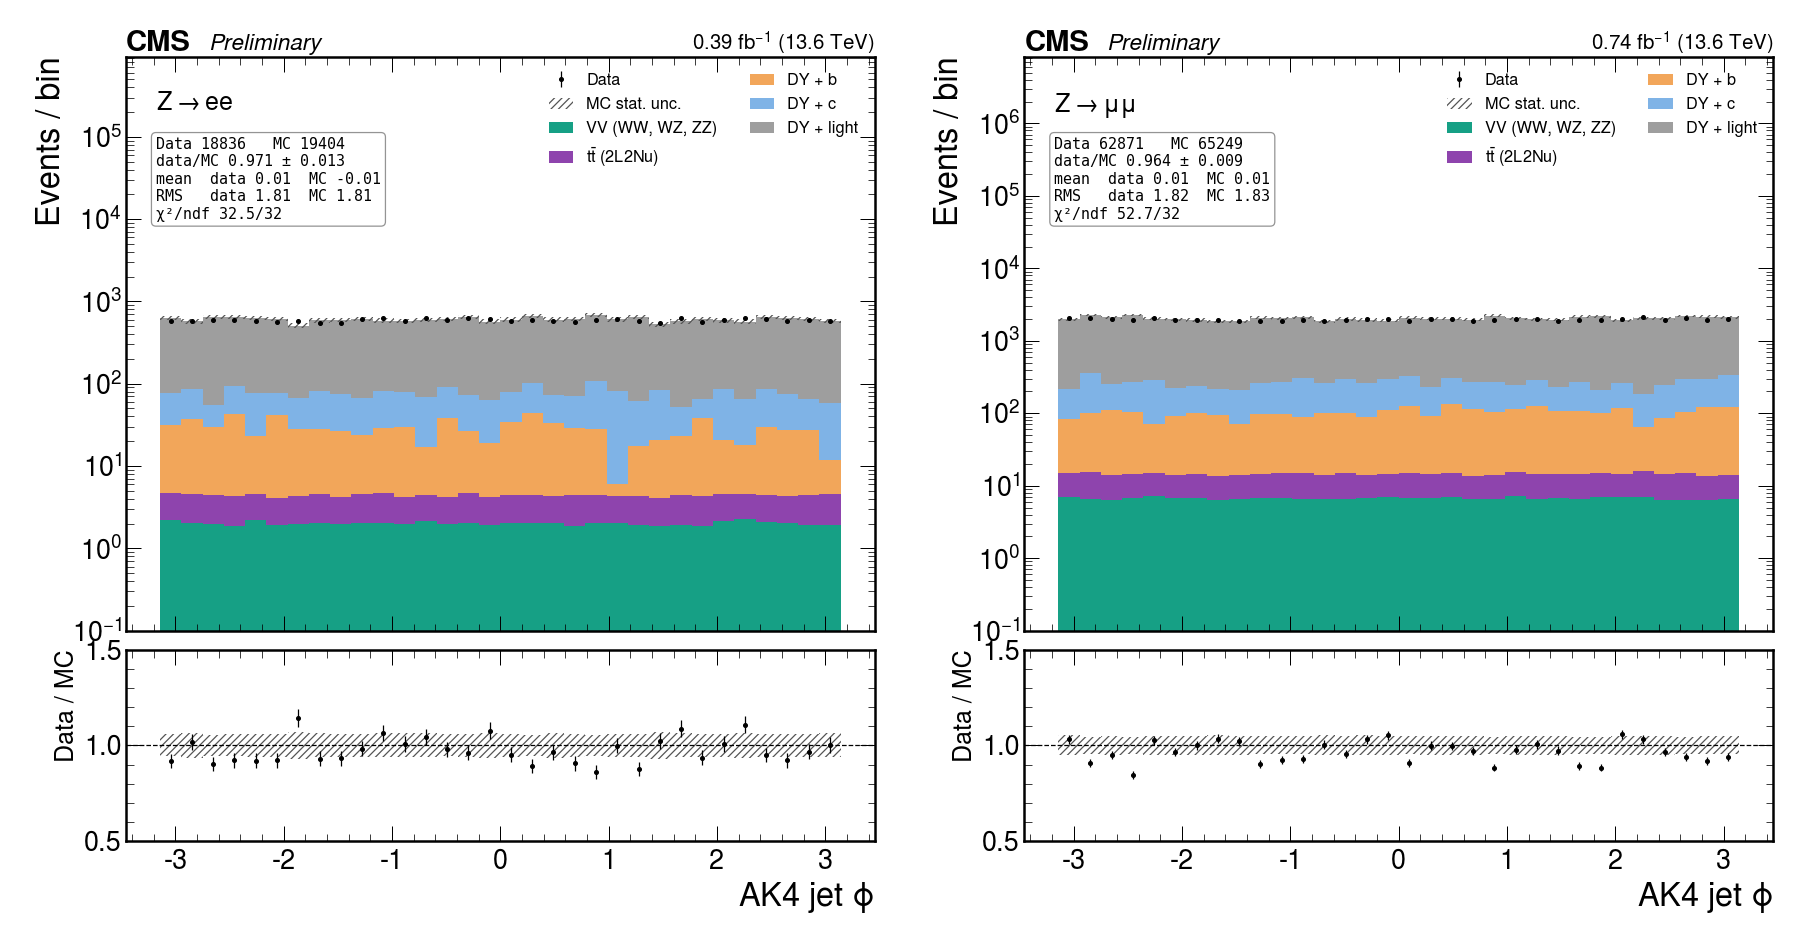 CMS Preliminary 0.39 fb⁻¹ (13.6 TeV)
Events / bin
Z → ee
Data 18836 MC 19404
data/MC 0.971 ± 0.013
mean data 0.01 MC -0.01
RMS data 1.81 MC 1.81
χ²/ndf 32.5/32
Data
MC stat. unc.
VV (WW, WZ, ZZ)
tt̄ (2L2Nu)
DY + b
DY + c
DY + light
10⁵
10⁴
10³
10²
10¹
10⁰
10⁻¹
Data / MC
1.5
1.0
0.5
-3 -2 -1 0 1 2 3
AK4 jet ϕ
CMS Preliminary 0.74 fb⁻¹ (13.6 TeV)
Events / bin
Z → μμ
Data 62871 MC 65249
data/MC 0.964 ± 0.009
mean data 0.01 MC 0.01
RMS data 1.82 MC 1.83
χ²/ndf 52.7/32
Data
MC stat. unc.
VV (WW, WZ, ZZ)
tt̄ (2L2Nu)
DY + b
DY + c
DY + light
10⁶
10⁵
10⁴
10³
10²
10¹
10⁰
10⁻¹
Data / MC
1.5
1.0
0.5
-3 -2 -1 0 1 2 3
AK4 jet ϕ